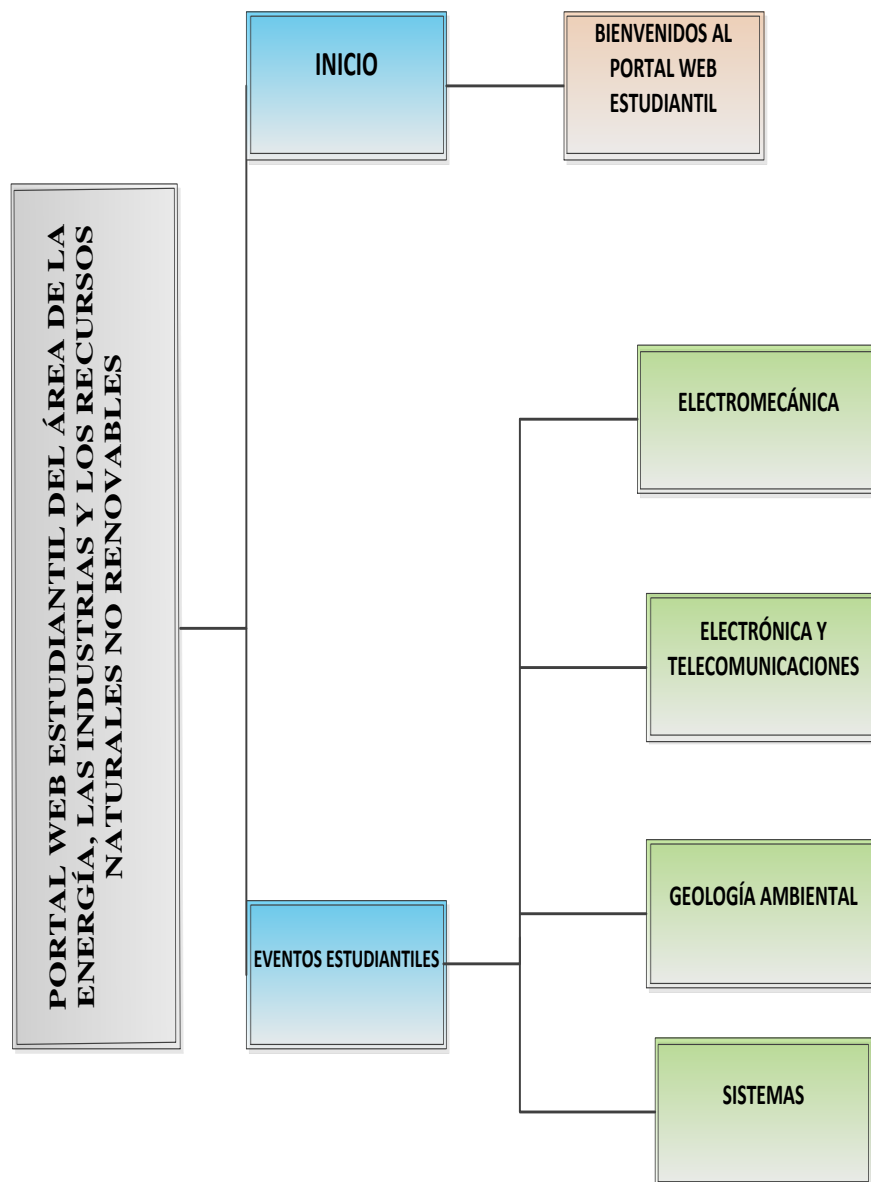 PORTAL WEB ESTUDIANTIL DEL ÁREA DE LA
ENERGÍA, LAS INDUSTRIAS Y LOS RECURSOS
NATURALES NO RENOVABLES
INICIO
BIENVENIDOS AL
PORTAL WEB
ESTUDIANTIL
EVENTOS ESTUDIANTILES
ELECTROMECÁNICA
ELECTRÓNICA Y
TELECOMUNICACIONES
GEOLOGÍA AMBIENTAL
SISTEMAS